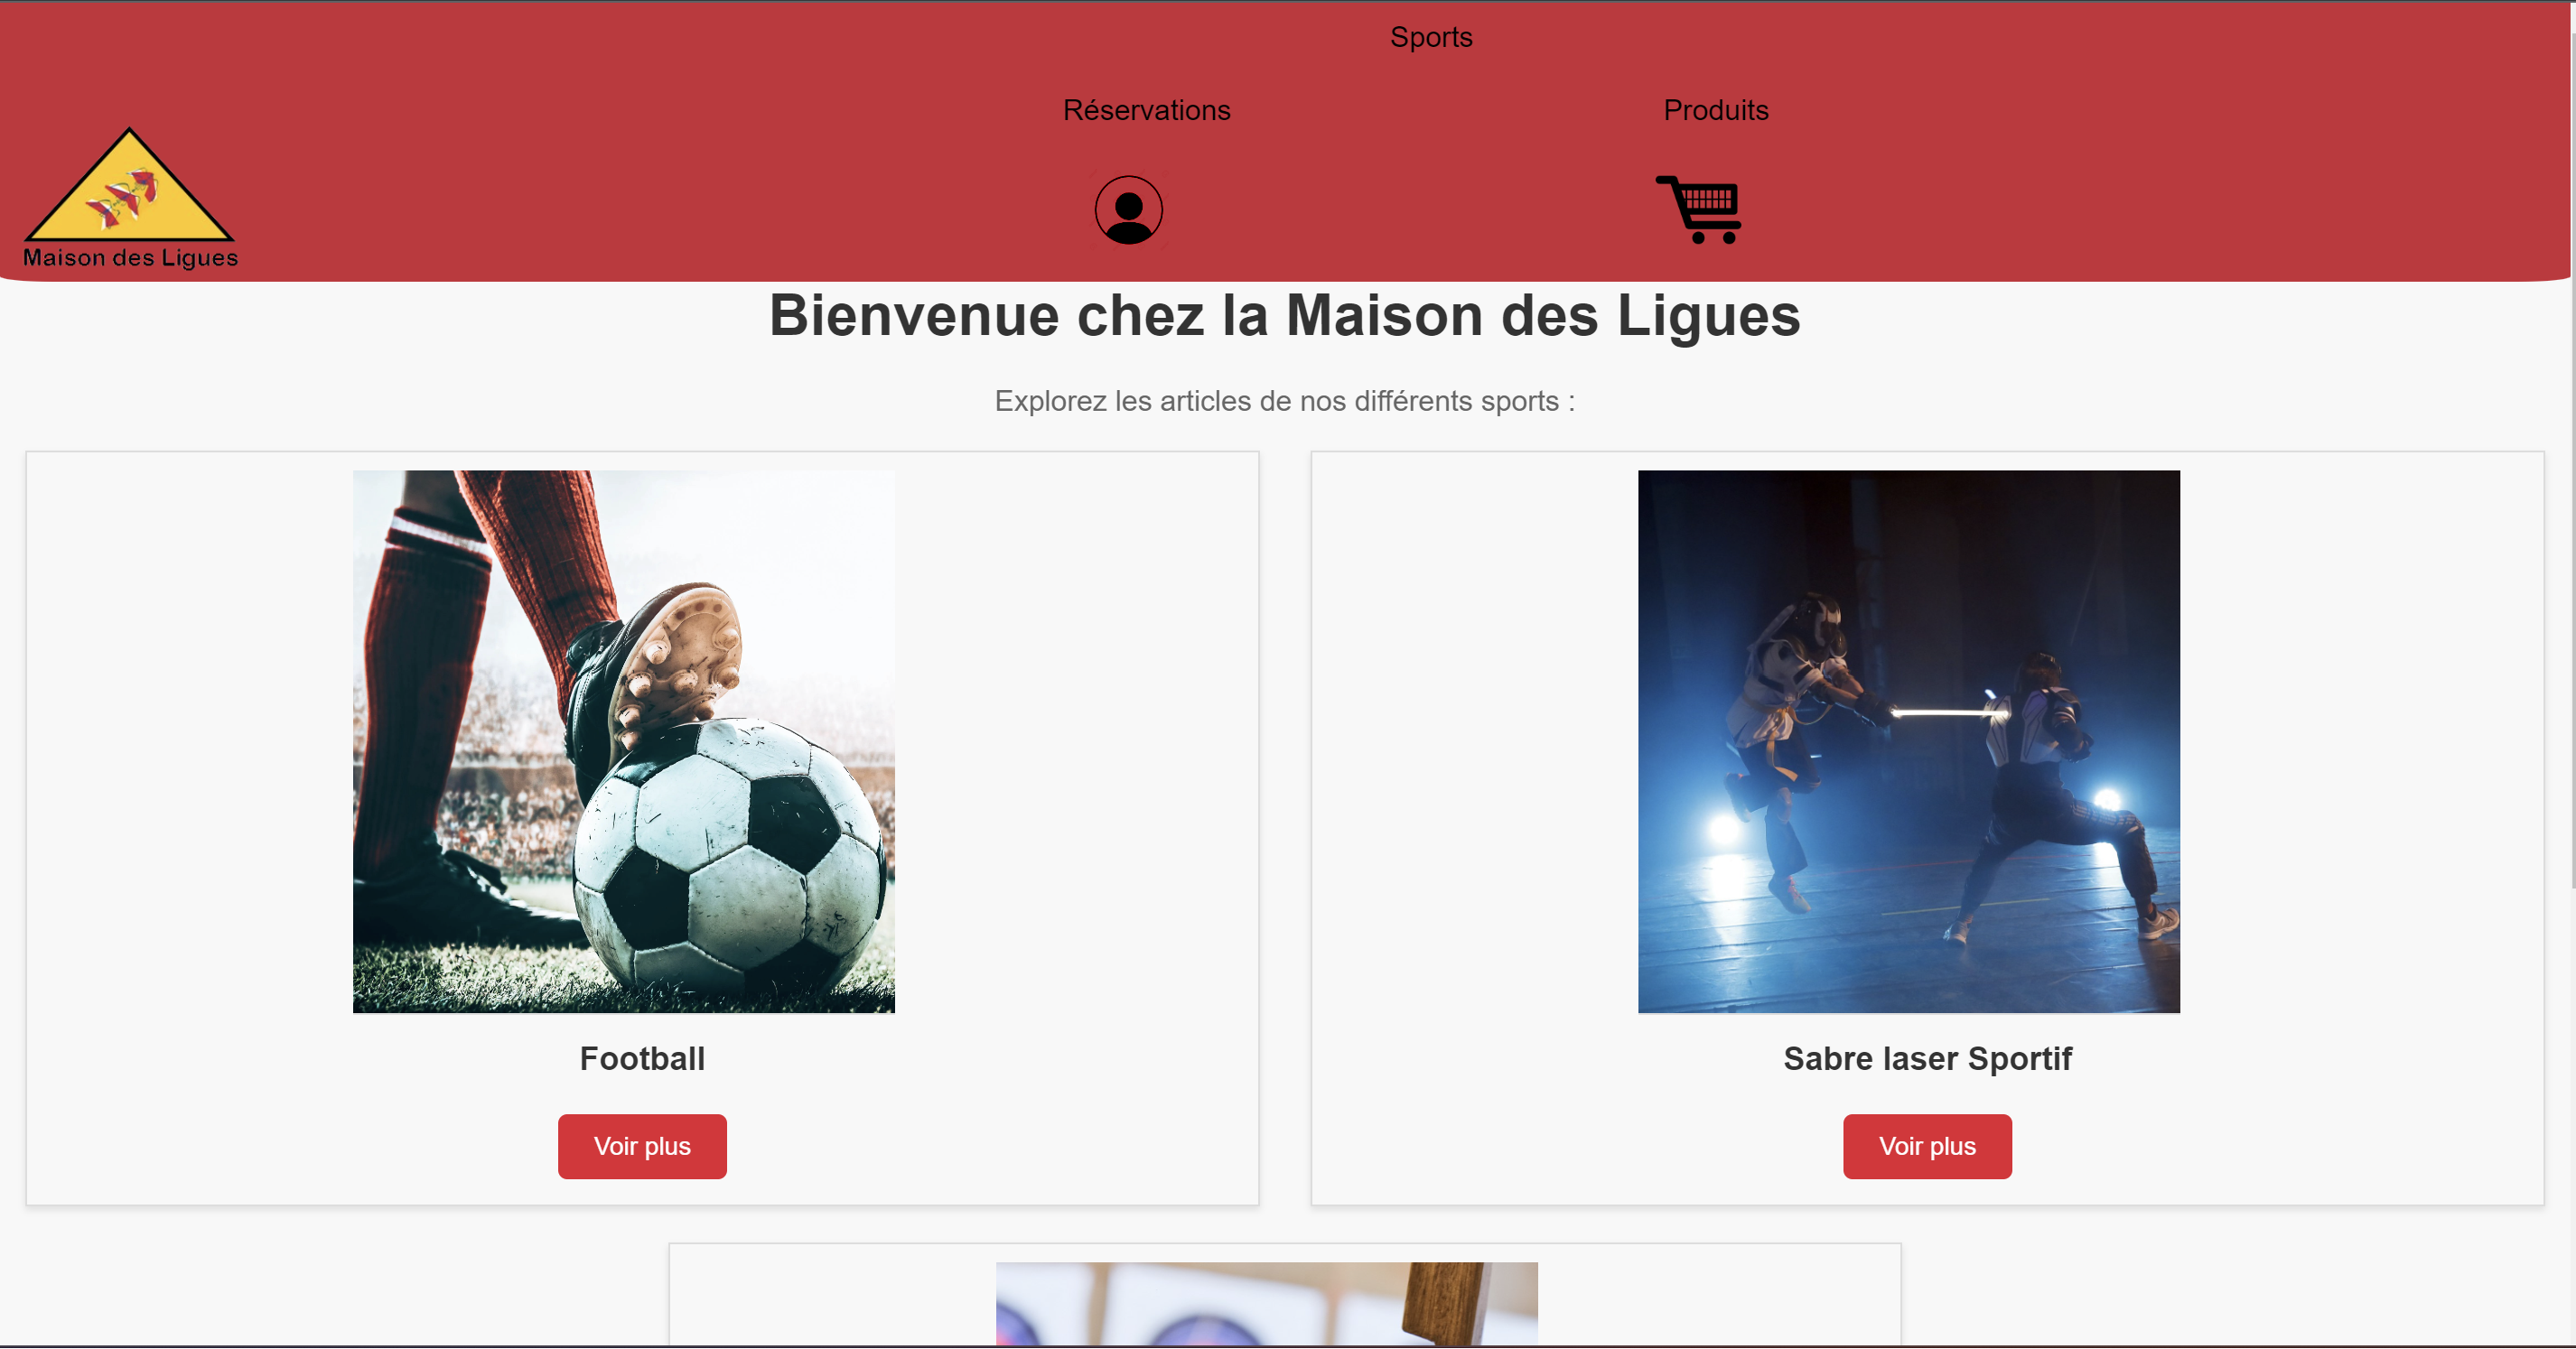 Sports
Réservations
Produits
Maison des Ligues
Bienvenue chez la Maison des Ligues
Explorez les articles de nos différents sports :
Football
Sabre laser Sportif
Voir plus
Voir plus